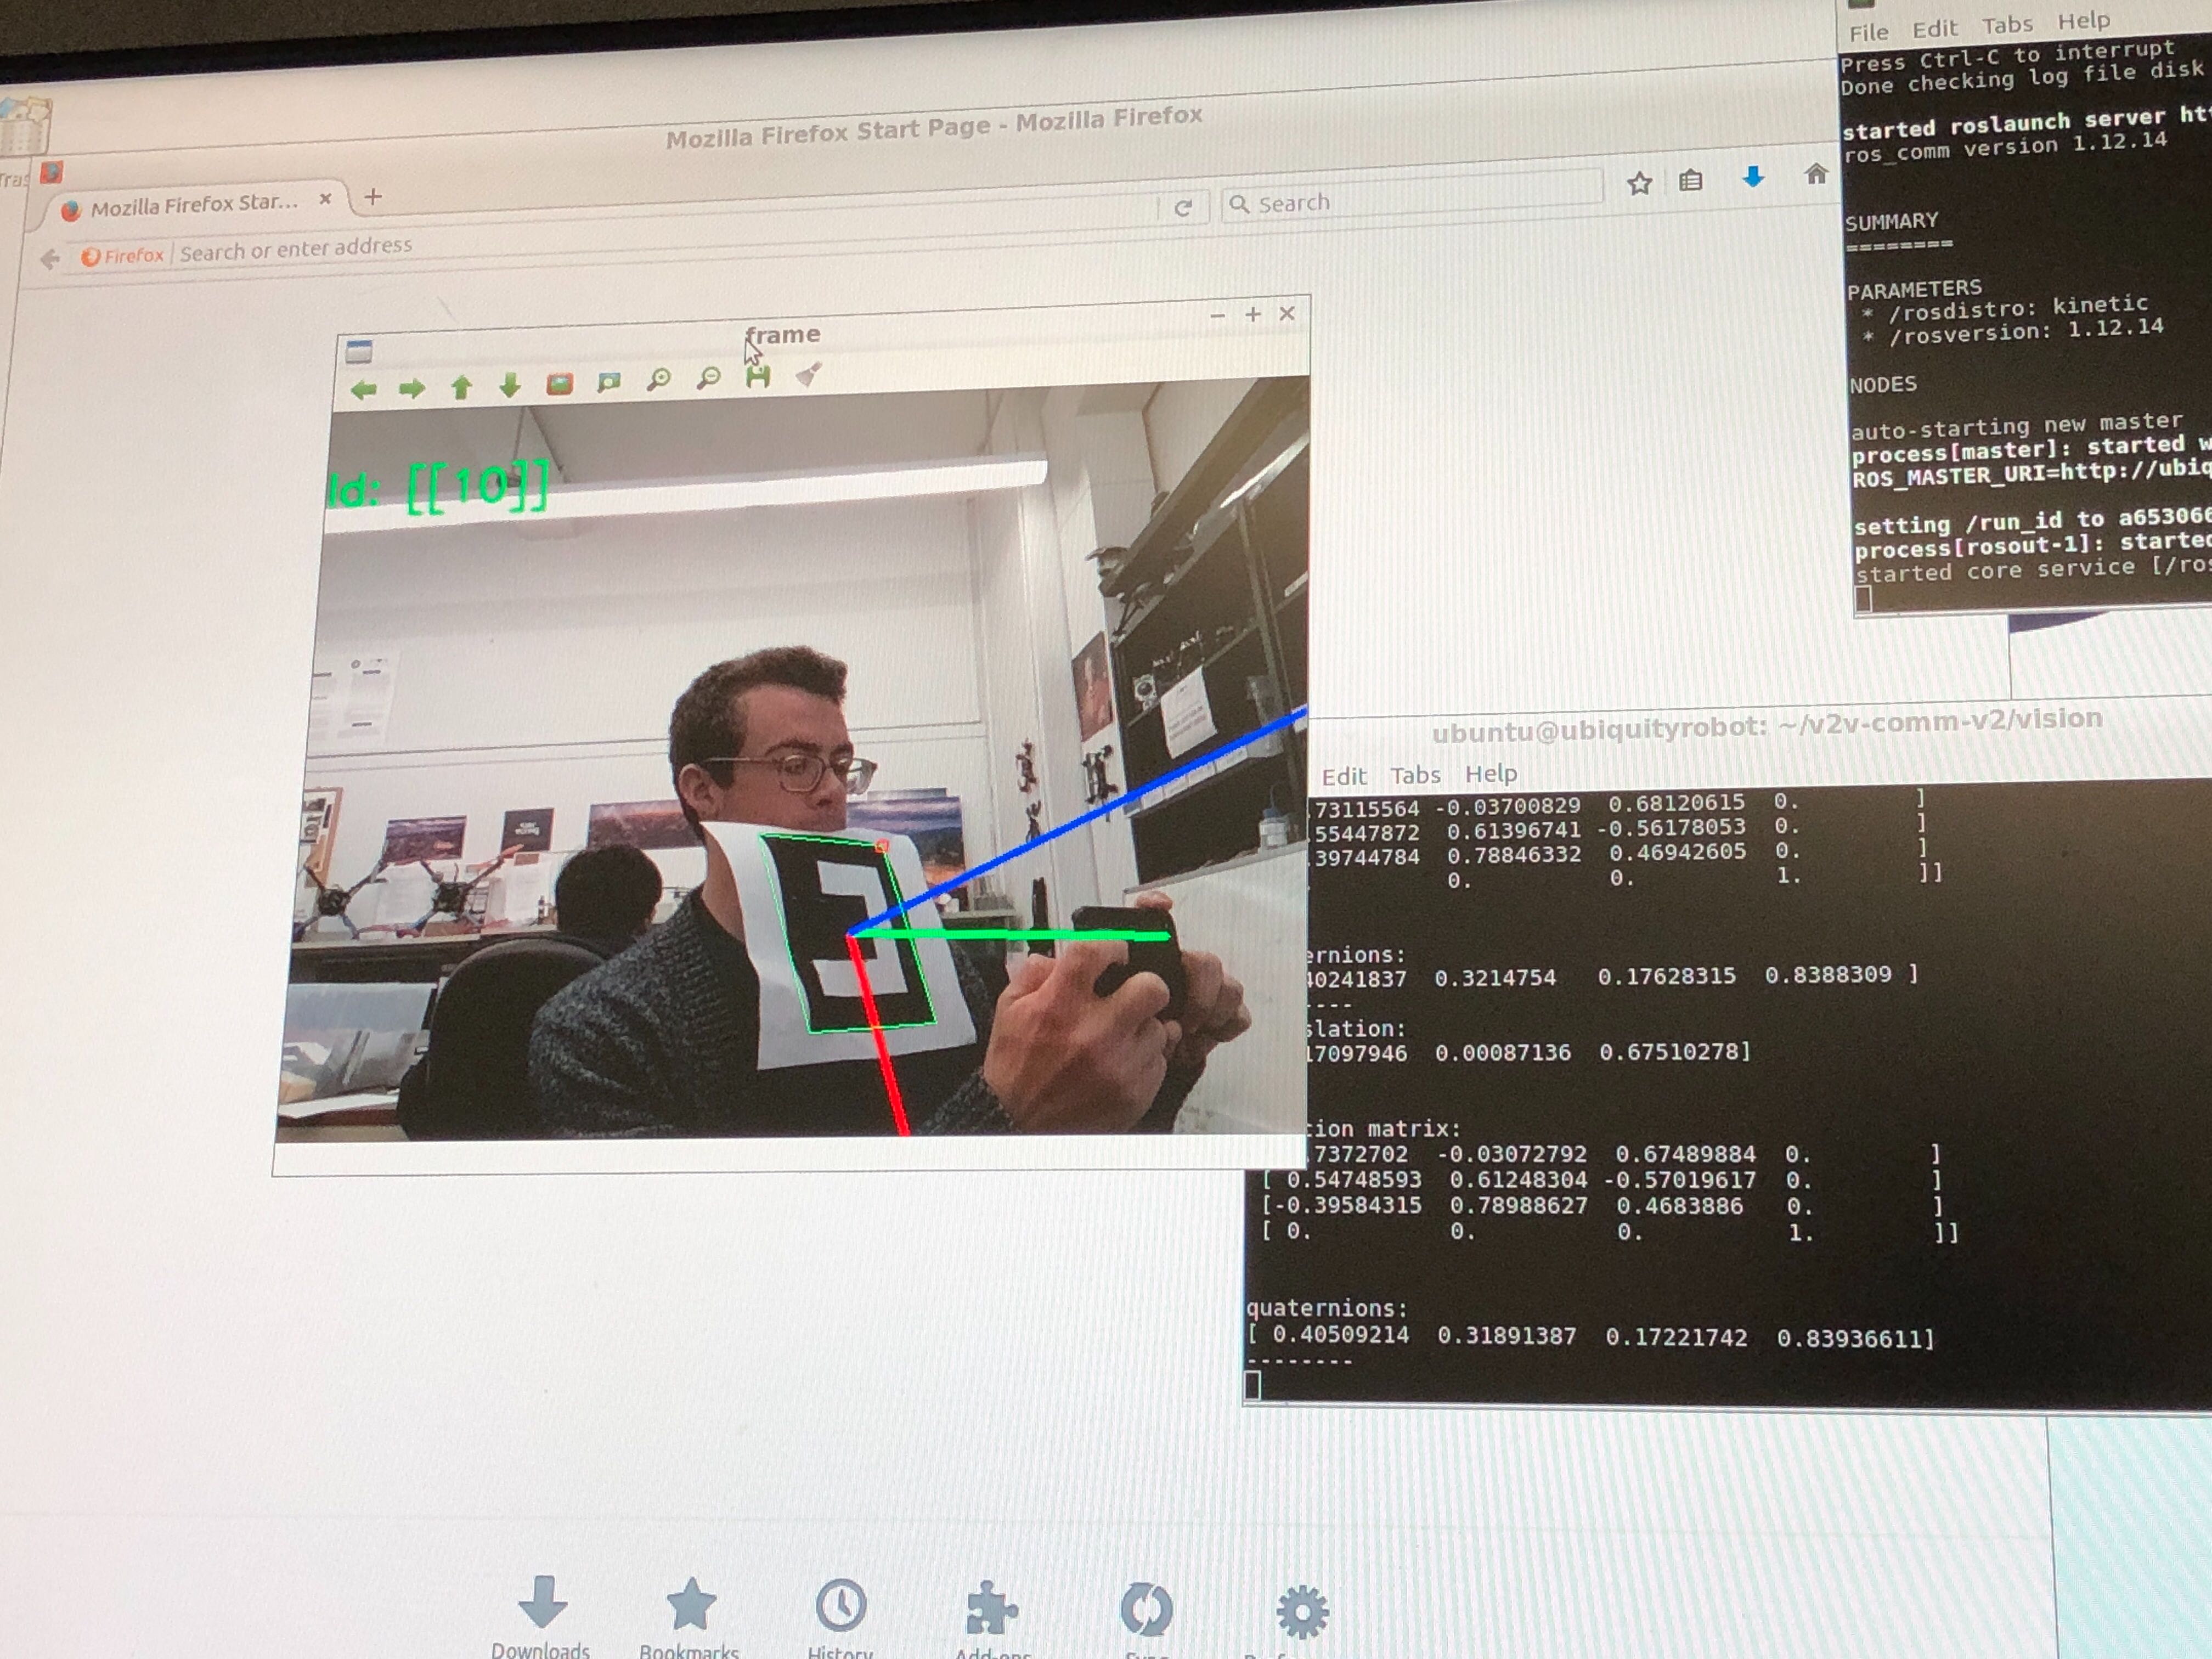 Mozilla Firefox Start Page - Mozilla Firefox
Mozilla Firefox Star...
Firefox Search or enter address
Search
frame
Id: [[10]]
Downloads
Bookmarks
History
File Edit Tabs Help
Press Ctrl-C to interrupt
Done checking log file disk
started roslaunch server
ros_comm version 1.12.14
SUMMARY
========
PARAMETERS
* /rosdistro: kinetic
* /rosversion: 1.12.14
NODES
auto-starting new master
process[master]: started
ROS_MASTER_URI=http://ubiq
setting /run_id to a653066
process[rosout-1]: started
started core service [/ros
ubuntu@ubiquityrobot: ~/v2v-comm-v2/vision
Edit Tabs Help
.73115564 -0.03700829 0.68120615 0. ]
.55447872 0.61396741 -0.56178053 0. ]
.39744784 0.78846332 0.46942605 0. ]
0. 0. 1. ]]
ernions:
40241837 0.3214754 0.17628315 0.8388309 ]
----
slation:
17097946 0.00087136 0.67510278]
tion matrix:
.7372702 -0.03072792 0.67489884 0. ]
[ 0.54748593 0.61248304 -0.57019617 0. ]
[-0.39584315 0.78988627 0.4683886 0. ]
[ 0. 0. 0. 1. ]]
quaternions:
[ 0.40509214 0.31891387 0.17221742 0.83936611]
--------